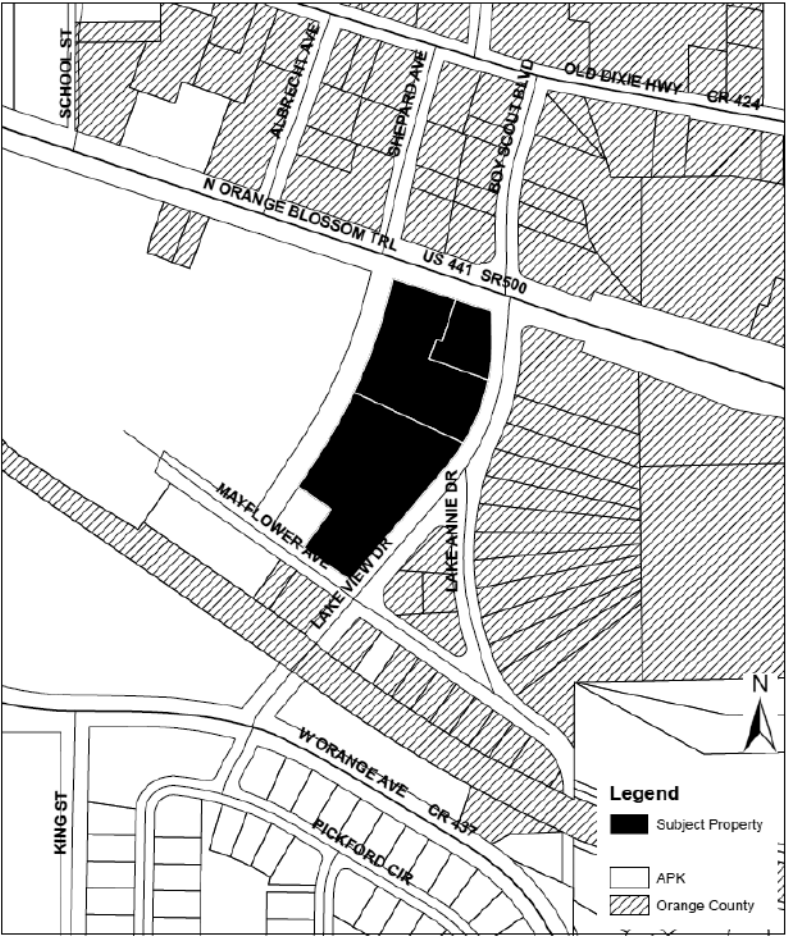 SCHOOL ST
ALBRECHT AVE
SHEPARD AVE
BOY SCOUT BLVD
OLD DIXIE HWY CR 424
N ORANGE BLOSSOM TRL US 441 SR500
MAYFLOWER AVE
LAKE VIEW DR
LAKE ANNIE DR
W ORANGE AVE CR 437
KING ST
PICKFORD CIR
N
Legend
Subject Property
APK
Orange County